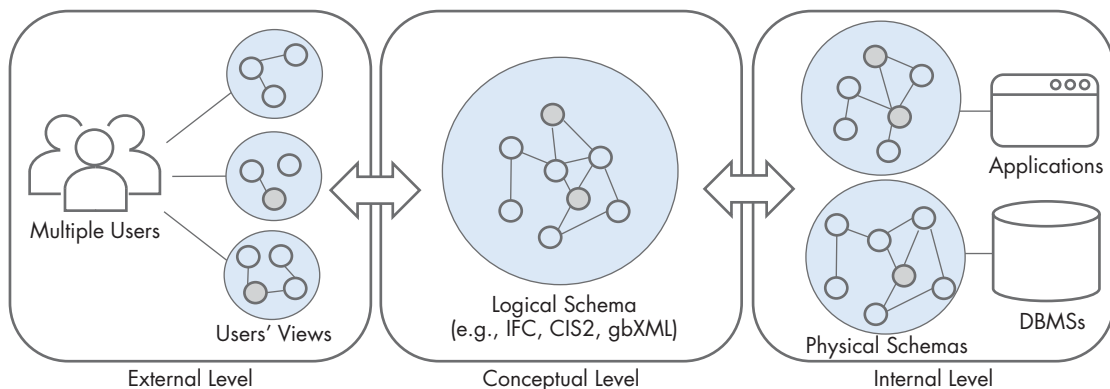 Multiple Users
Users’ Views
External Level
Logical Schema
(e.g., IFC, CIS2, gbXML)
Conceptual Level
Applications
DBMSs
Physical Schemas
Internal Level